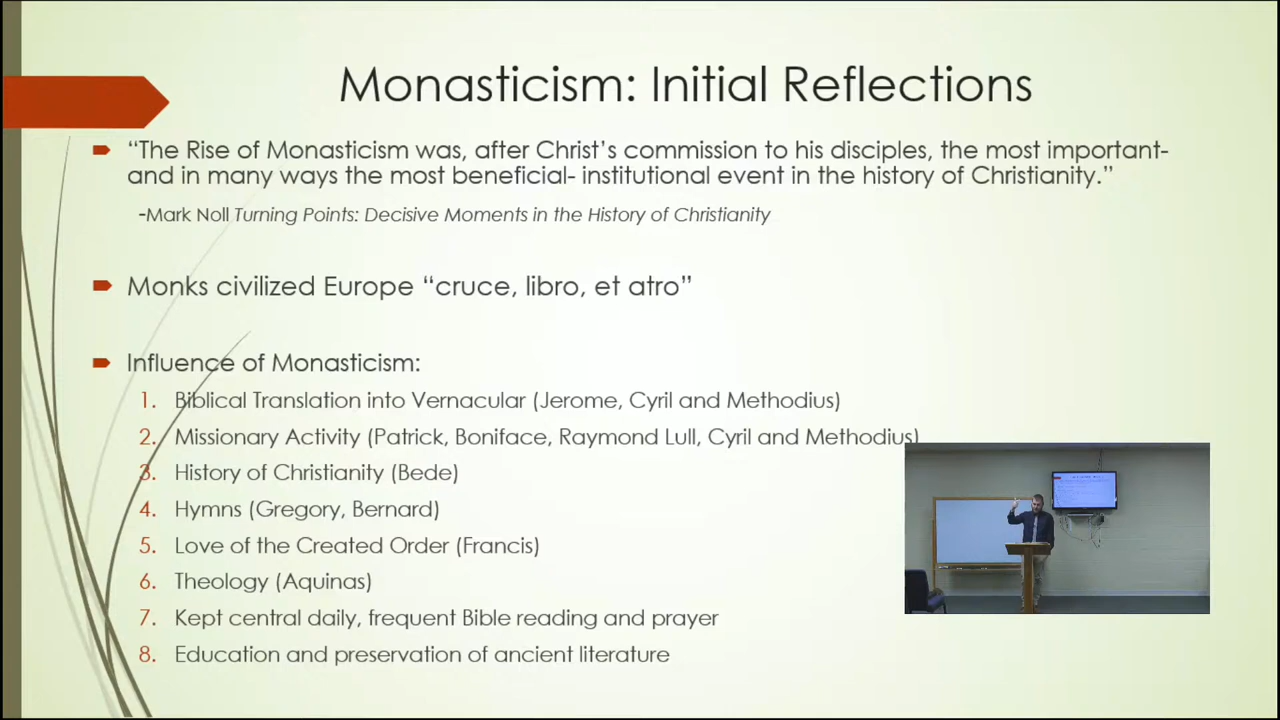 Monasticism: Initial Reflections
“The Rise of Monasticism was, after Christ’s commission to his disciples, the most important-
and in many ways the most beneficial- institutional event in the history of Christianity.”
-Mark Noll Turning Points: Decisive Moments in the History of Christianity
Monks civilized Europe “cruce, libro, et atro”
Influence of Monasticism:
1. Biblical Translation into Vernacular (Jerome, Cyril and Methodius)
2. Missionary Activity (Patrick, Boniface, Raymond Lull, Cyril and Methodius)
3. History of Christianity (Bede)
4. Hymns (Gregory, Bernard)
5. Love of the Created Order (Francis)
6. Theology (Aquinas)
7. Kept central daily, frequent Bible reading and prayer
8. Education and preservation of ancient literature